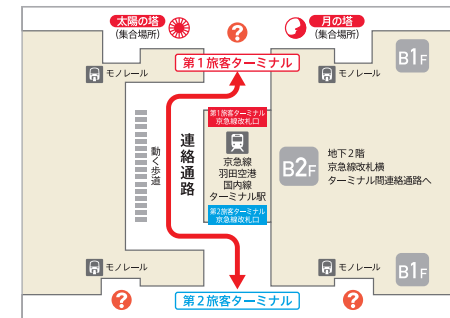 太陽の塔
(集合場所)
?
月の塔
(集合場所)
第1旅客ターミナル
B1F
モノレール
モノレール
第1旅客ターミナル
京急線改札口
動く歩道
連絡通路
京急線
羽田空港
国内線
ターミナル駅
B2F
地下2階
京急線改札横
ターミナル間連絡通路へ
第2旅客ターミナル
京急線改札口
モノレール
モノレール
B1F
?
第2旅客ターミナル
?